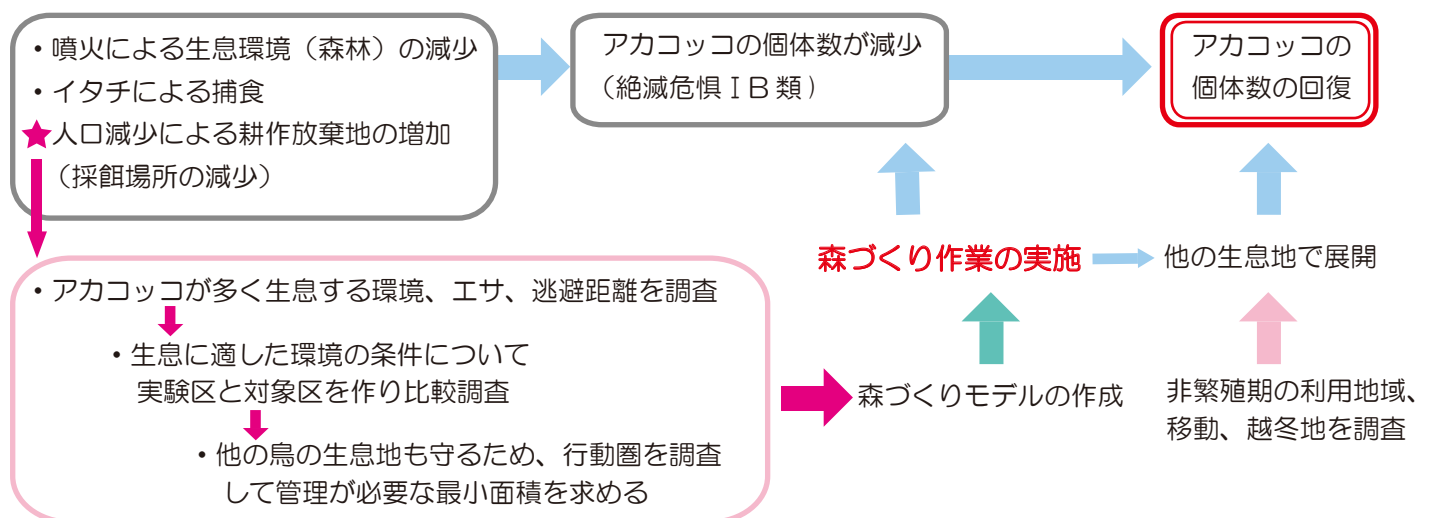 ・噴火による生息環境（森林）の減少
・イタチによる捕食
★人口減少による耕作放棄地の増加
（採餌場所の減少）
アカコッコの個体数が減少
（絶滅危惧ⅠB類）
アカコッコの
個体数の回復
・アカコッコが多く生息する環境、エサ、逃避距離を調査
・生息に適した環境の条件について
実験区と対象区を作り比較調査
・他の鳥の生息地も守るため、行動圏を調査
して管理が必要な最小面積を求める
森づくり作業の実施
他の生息地で展開
森づくりモデルの作成
非繁殖期の利用地域、
移動、越冬地を調査